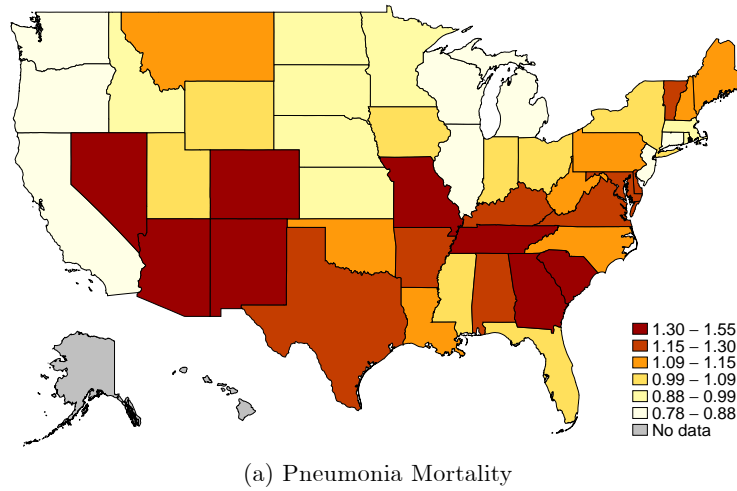 1.30 – 1.55
1.15 – 1.30
1.09 – 1.15
0.99 – 1.09
0.88 – 0.99
0.78 – 0.88
No data
(a) Pneumonia Mortality